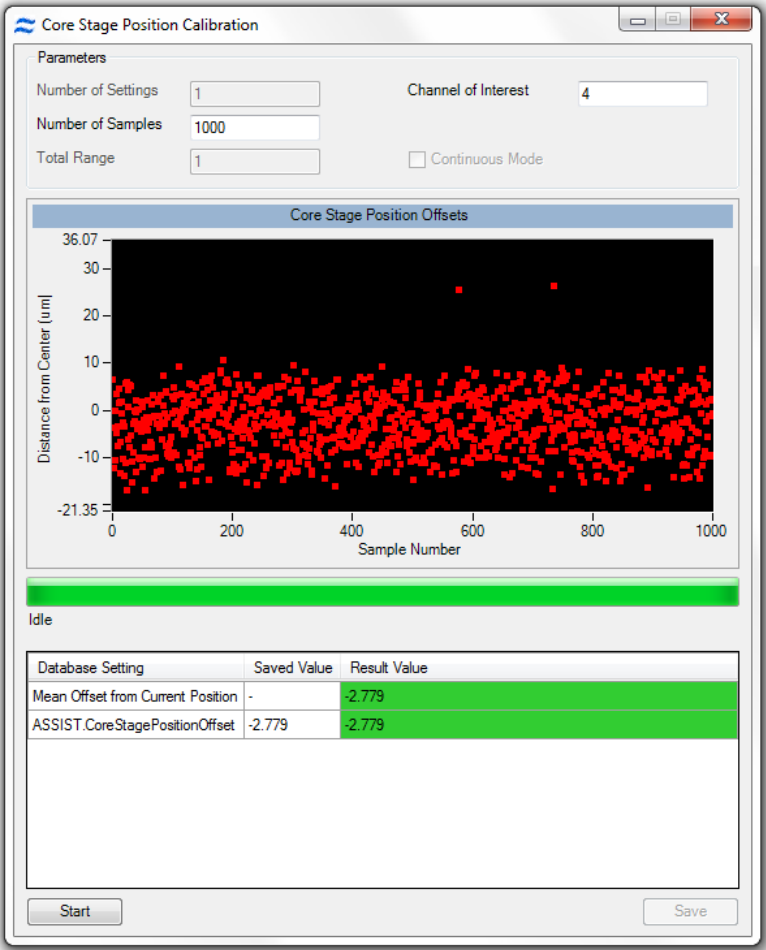 Core Stage Position Calibration
Parameters
Number of Settings 1 Channel of Interest 4
Number of Samples 1000
Total Range 1 Continuous Mode
Core Stage Position Offsets
36.07
30
20
10
0
-10
-21.35
Distance from Center [um]
0 200 400 600 800 1000
Sample Number
Idle
Database Setting Saved Value Result Value
Mean Offset from Current Position - -2.779
ASSIST.CoreStagePositionOffset -2.779 -2.779
Start Save